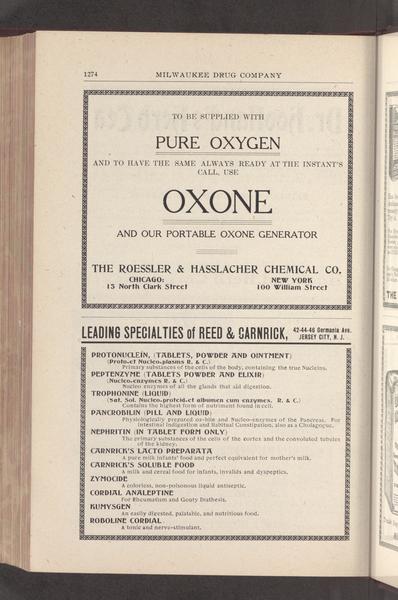 1274 MILWAUKEE DRUG COMPANY
TO BE SUPPLIED WITH
PURE OXYGEN
AND TO HAVE THE SAME ALWAYS READY AT THE INSTANT'S
CALL, USE
OXONE
AND OUR PORTABLE OXONE GENERATOR
THE ROESSLER & HASSLACHER CHEMICAL CO.
CHICAGO: NEW YORK
13 North Clark Street 100 William Street
LEADING SPECIALTIES of REED & CARNRICK, 42-44-46 Germania Ave.
JERSEY CITY, N. J.
PROTONUCLEIN, (TABLETS, POWDER AND OINTMENT)
(Proto.et Nucleo-plasms R. & C.)
Primary substances of the cells of the body, containing the true Nucleins.
PEPTENZYME (TABLETS POWDER AND ELIXIR)
(Nucleo-enzymes R. & C.)
Nucleo enzymes of all the glands that aid digestion.
TROPHONINE (LIQUID)
(Sat. Sol. Nucleo-proteid et albumen cum enzymes. R. & C.)
Contains the highest form of nutriment found in cell.
PANCROBILIN (PILL AND LIQUID)
Physiologically prepared ox-bile and Nucleo-enzymes of the Pancreas. For
Intestinal Indigestion and Habitual Constipation, also as a Cholagogue.
NEPHRITIN (IN TABLET FORM ONLY)
The primary substances of the cells of the cortex and the convoluted tubules
of the kidney.
CARNRICK'S LACTO PREPARATA
A pure milk infants' food and perfect equivalent for mother's milk.
CARNRICK'S SOLUBLE FOOD
A milk and cereal food for infants, invalids and dyspeptics.
ZYMOCIDE
A colorless, non-poisonous liquid antiseptic.
CORDIAL ANALEPTINE
For Rheumatism and Gouty Diathesis.
KUMYSGEN
An easily digested, palatable, and nutritious food.
ROBOLINE CORDIAL
A tonic and nerve-stimulant.